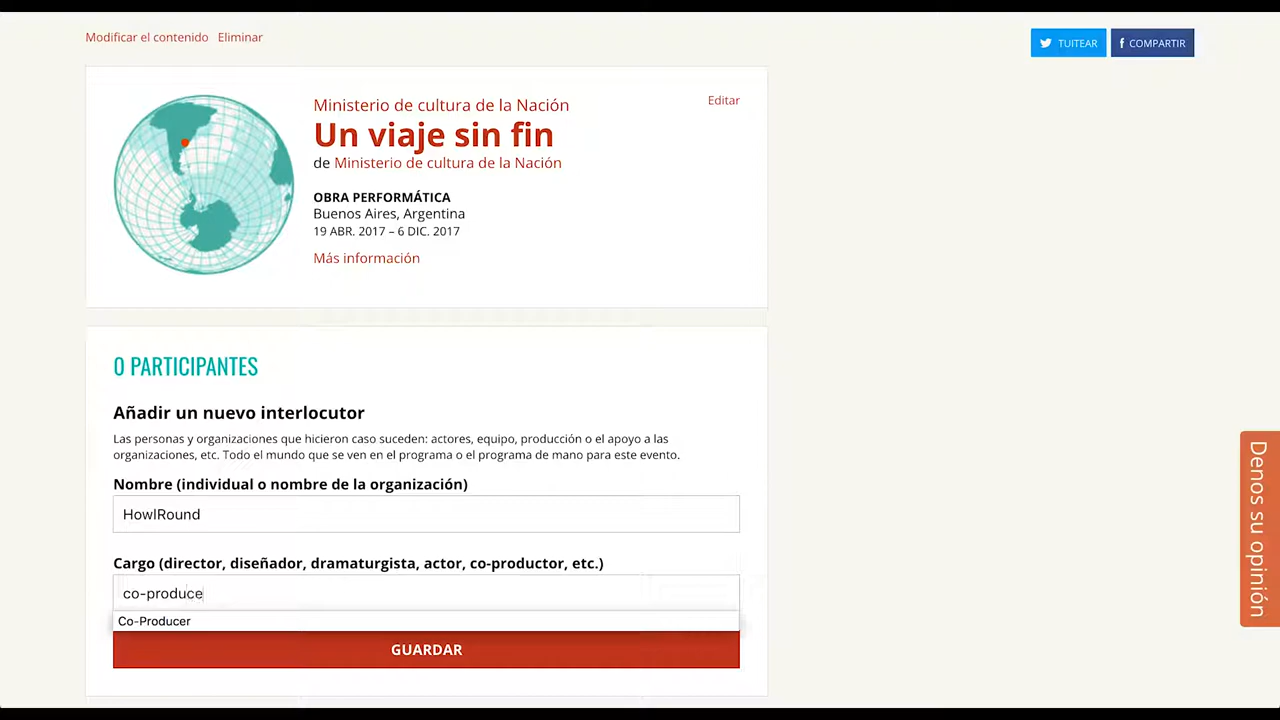 Modificar el contenido Eliminar
TUITEAR
COMPARTIR
Ministerio de cultura de la Nación
Editar
Un viaje sin fin
de Ministerio de cultura de la Nación
OBRA PERFORMÁTICA
Buenos Aires, Argentina
19 ABR. 2017 – 6 DIC. 2017
Más información
0 PARTICIPANTES
Añadir un nuevo interlocutor
Las personas y organizaciones que hicieron caso suceden: actores, equipo, producción o el apoyo a las
organizaciones, etc. Todo el mundo que se ven en el programa o el programa de mano para este evento.
Nombre (individual o nombre de la organización)
HowlRound
Cargo (director, diseñador, dramaturgista, actor, co-productor, etc.)
co-produce
Co-Producer
GUARDAR
Denos su opinión